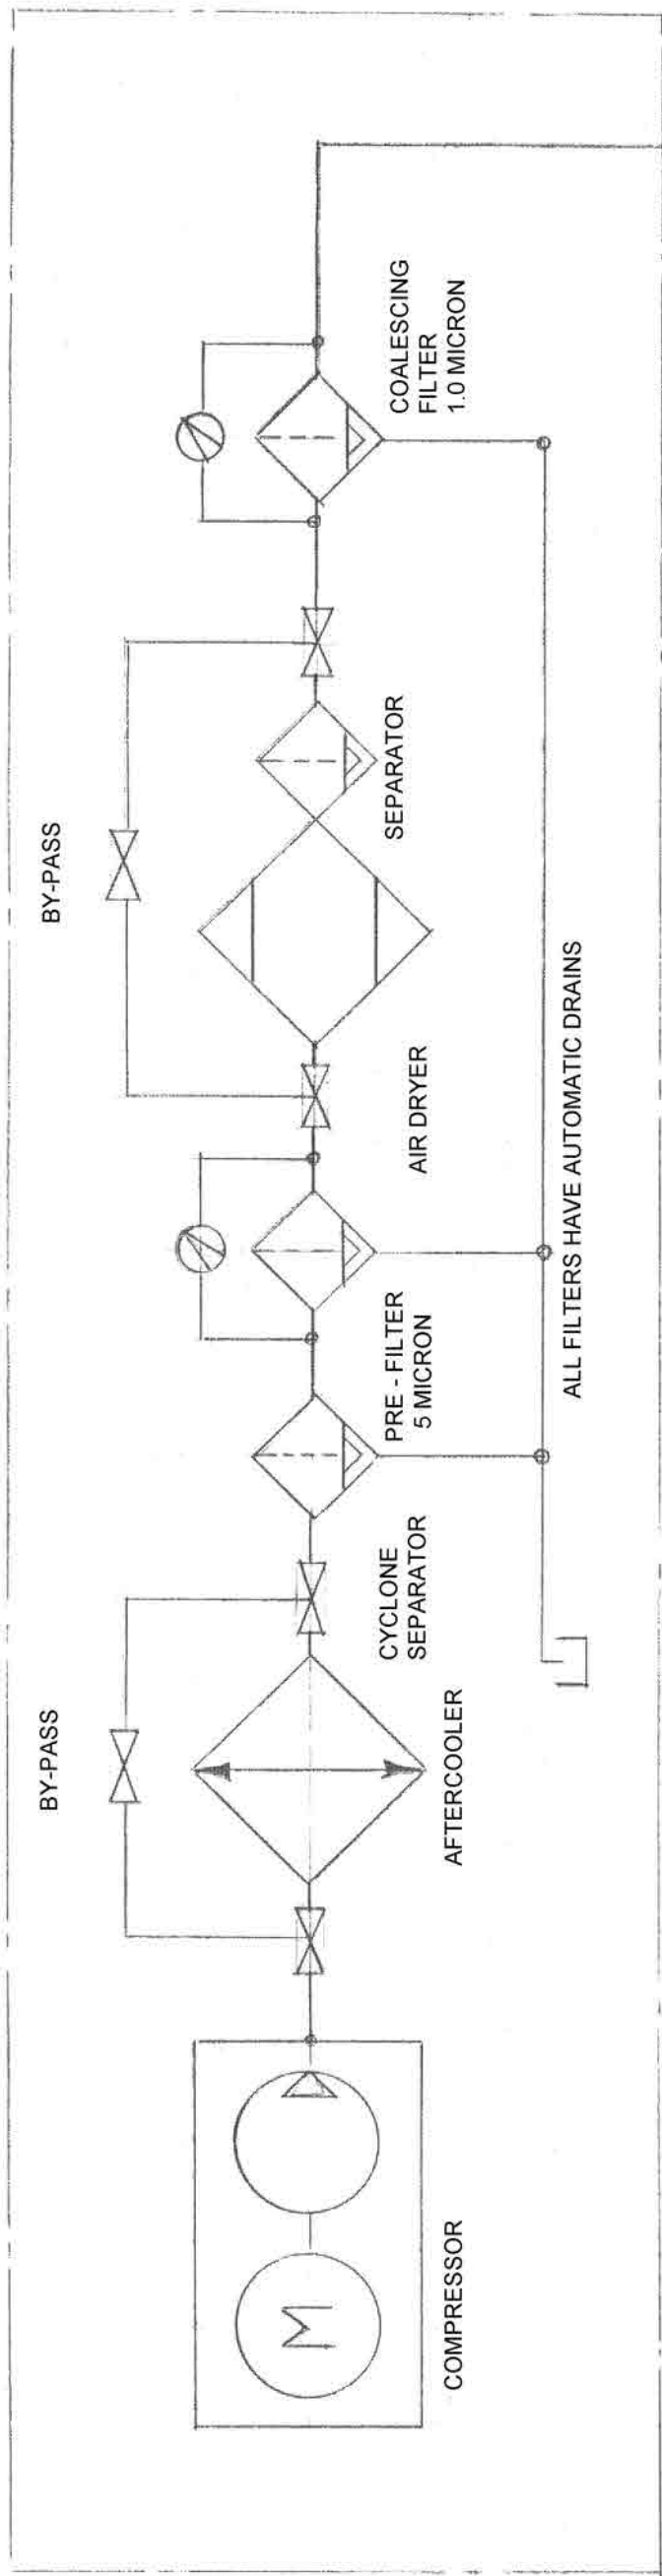 BY-PASS
BY-PASS
M
COMPRESSOR
AFTERCOOLER
CYCLONE
SEPARATOR
PRE - FILTER
5 MICRON
AIR DRYER
SEPARATOR
COALESCING
FILTER
1.0 MICRON
ALL FILTERS HAVE AUTOMATIC DRAINS